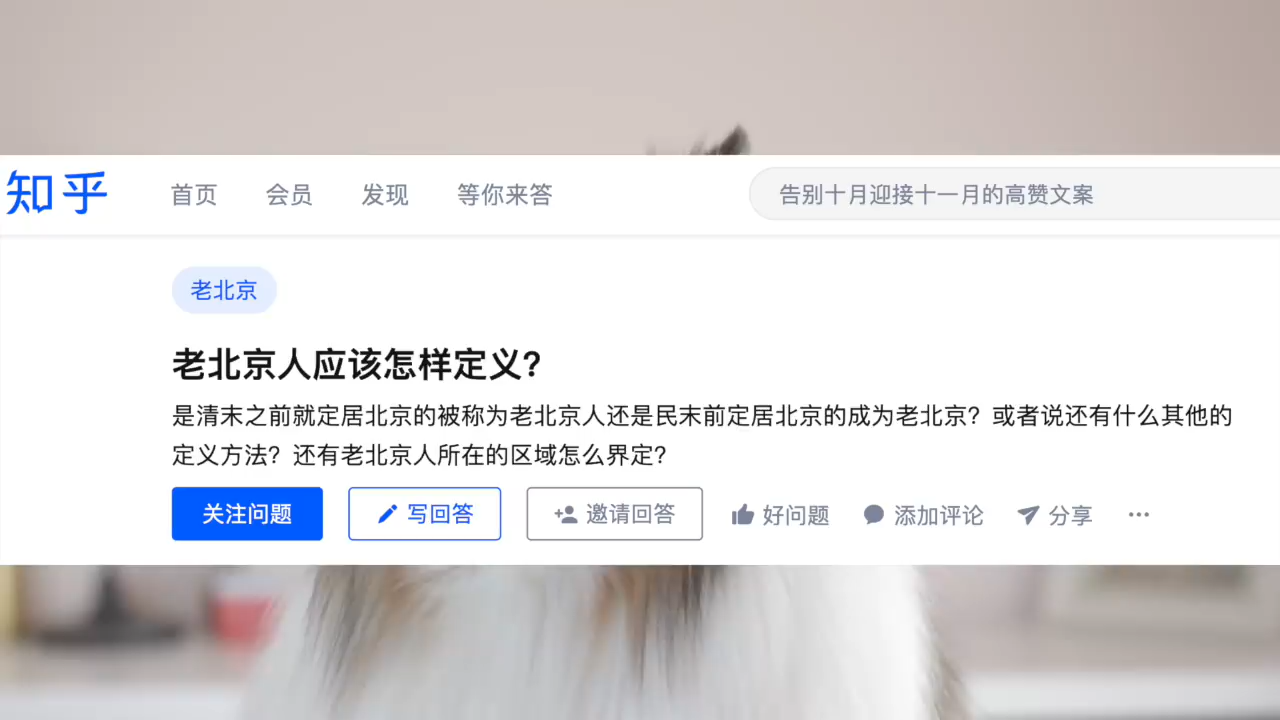 知乎 首页 会员 发现 等你来答 告别十月迎接十一月的高赞文案
老北京
老北京人应该怎样定义?
是清末之前就定居北京的被称为老北京人还是民末前定居北京的成为老北京？或者说还有什么其他的
定义方法？还有老北京人所在的区域怎么界定?
关注问题 写回答 邀请回答 好问题 添加评论 分享 ···